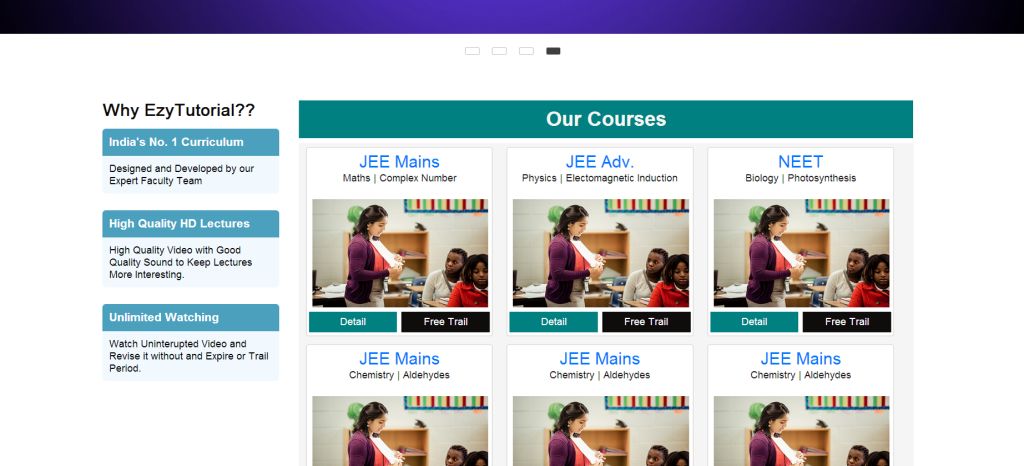 Why EzyTutorial??
India's No. 1 Curriculum
Designed and Developed by our
Expert Faculty Team
High Quality HD Lectures
High Quality Video with Good
Quality Sound to Keep Lectures
More Interesting.
Unlimited Watching
Watch Uninterupted Video and
Revise it without and Expire or Trail
Period.
Our Courses
JEE Mains
Maths | Complex Number
Detail
Free Trail
JEE Adv.
Physics | Electomagnetic Induction
Detail
Free Trail
NEET
Biology | Photosynthesis
Detail
Free Trail
JEE Mains
Chemistry | Aldehydes
JEE Mains
Chemistry | Aldehydes
JEE Mains
Chemistry | Aldehydes